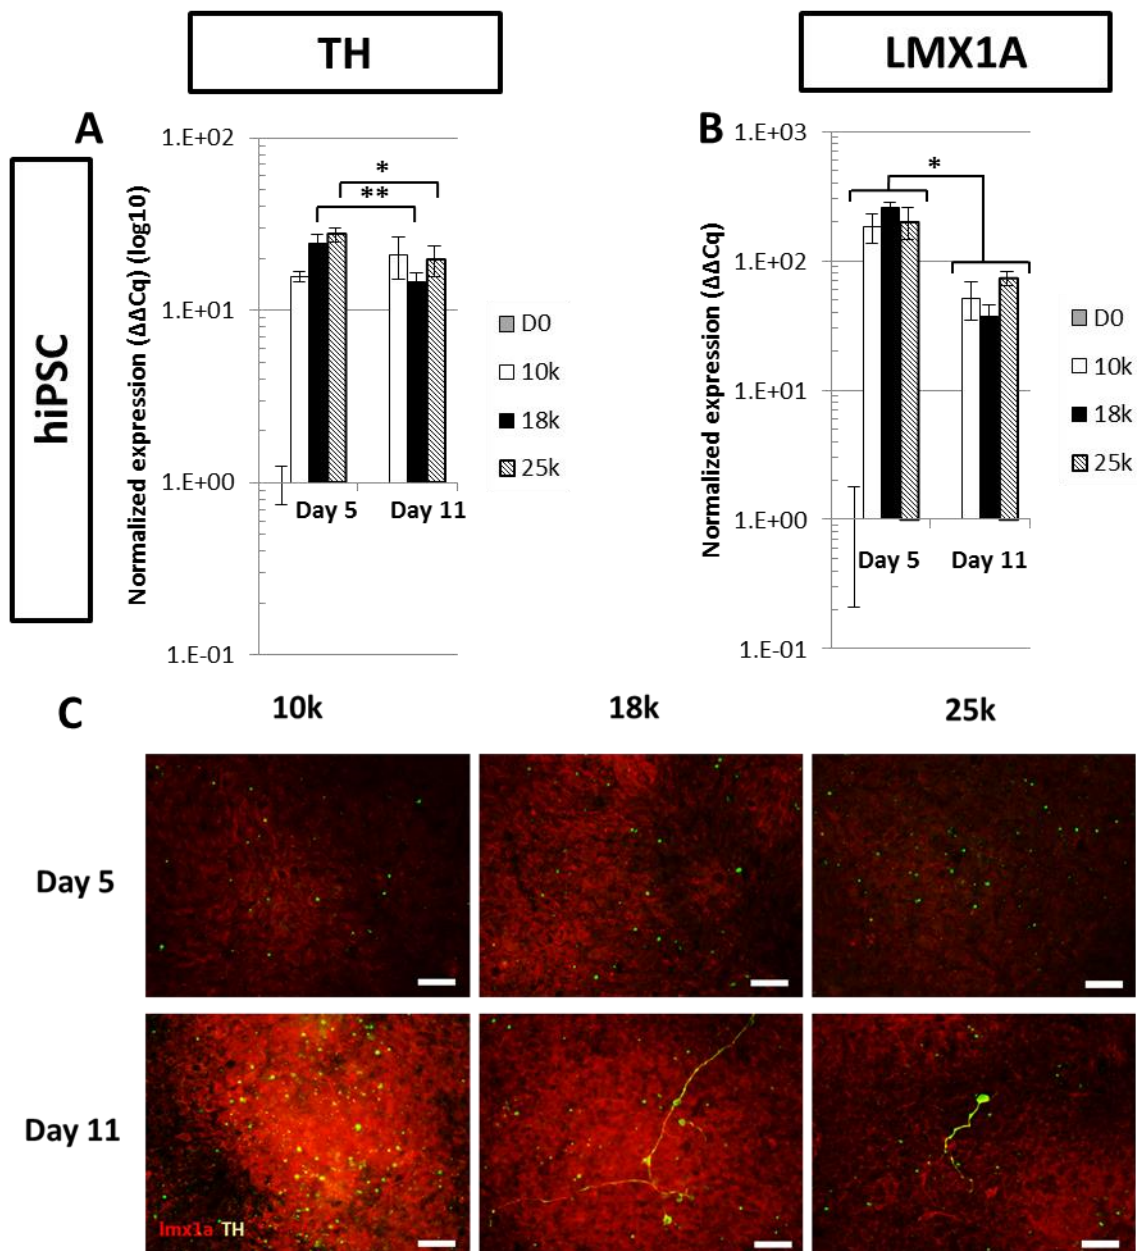 TH
LMX1A
hiPSC
A
Normalized expression (ΔΔCq) (log10)
1.E+02
1.E+01
1.E+00
1.E-01
*
**
Day 5
Day 11
D0
10k
18k
25k
B
Normalized expression (ΔΔCq)
1.E+03
1.E+02
1.E+01
1.E+00
1.E-01
*
Day 5
Day 11
D0
10k
18k
25k
C
10k
18k
25k
Day 5
Day 11
lmx1a TH